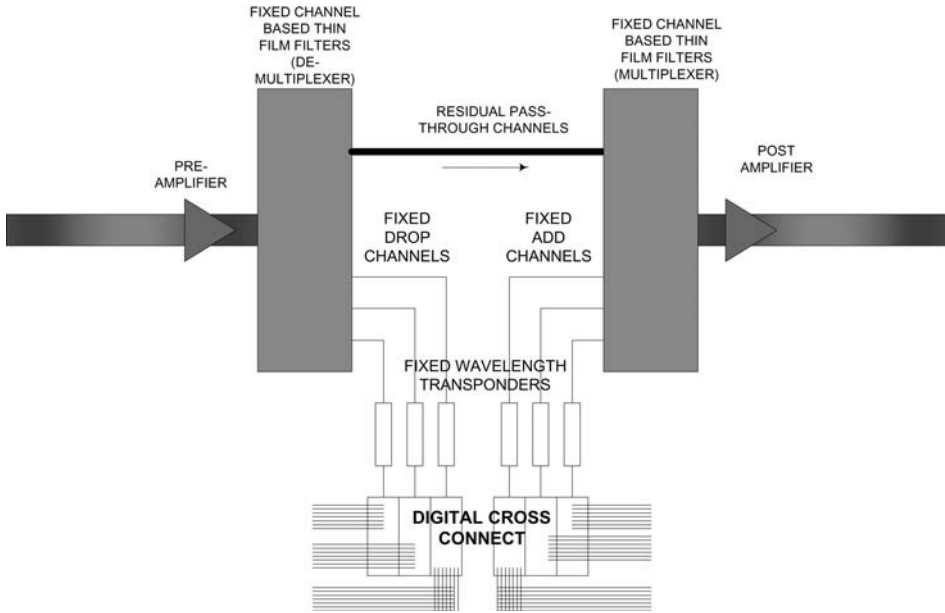 FIXED CHANNEL
BASED THIN
FILM FILTERS
(DE-
MULTIPLEXER)
FIXED CHANNEL
BASED THIN
FILM FILTERS
(MULTIPLEXER)
RESIDUAL PASS-
THROUGH CHANNELS
PRE-
AMPLIFIER
POST
AMPLIFIER
FIXED
DROP
CHANNELS
FIXED
ADD
CHANNELS
FIXED WAVELENGTH
TRANSPONDERS
DIGITAL CROSS
CONNECT